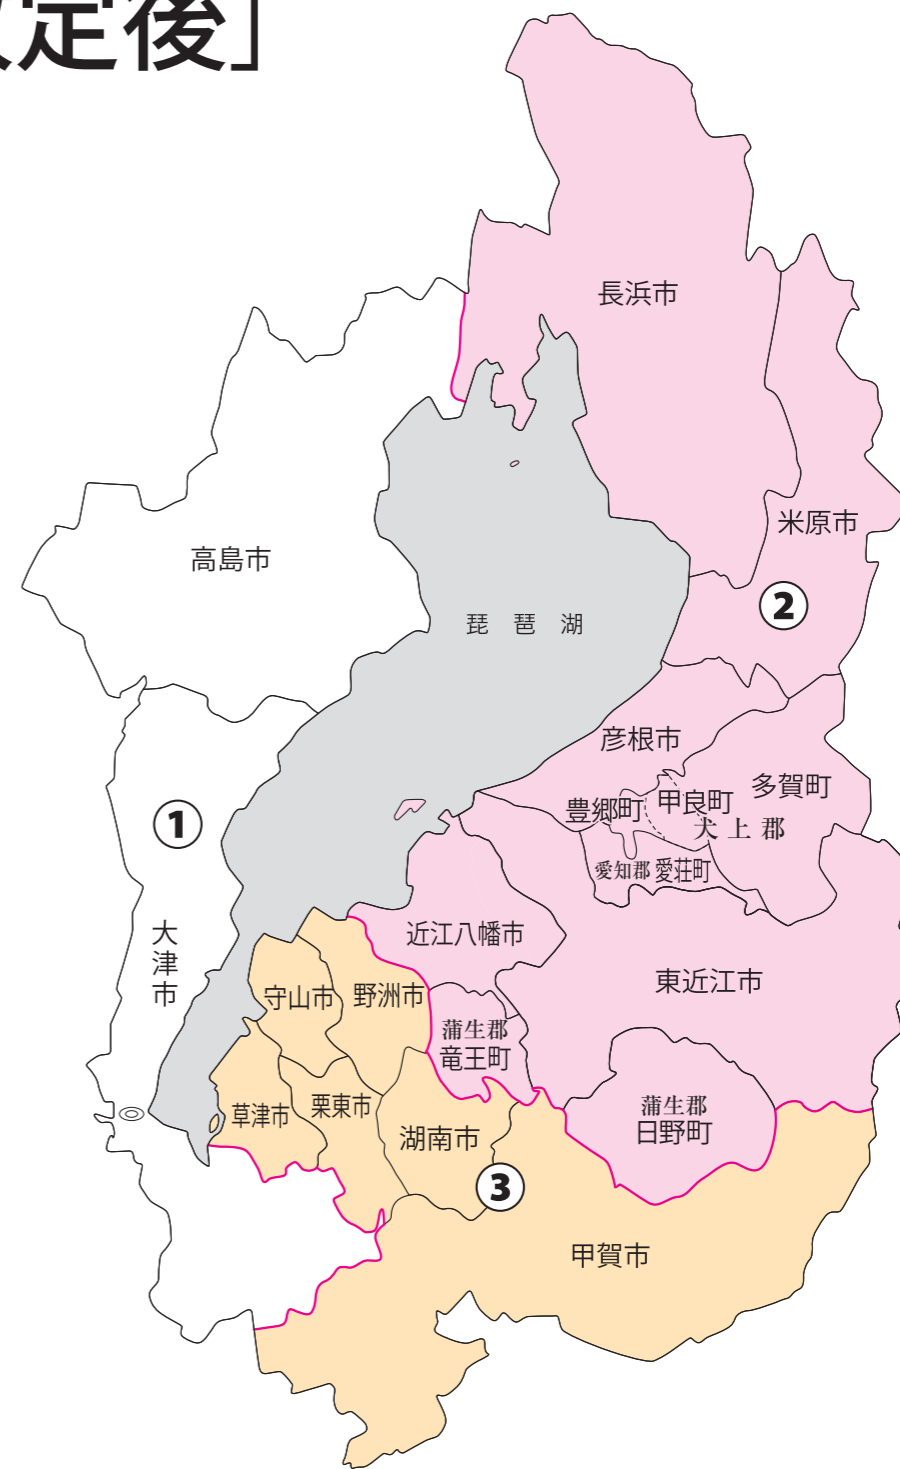 定後」
長浜市
米原市
②
高島市
琵琶湖
彦根市
多賀町
甲良町
豊郷町
犬上郡
愛知郡 愛荘町
①
大津市
近江八幡市
東近江市
守山市
野洲市
蒲生郡
竜王町
草津市
栗東市
湖南市
蒲生郡
日野町
③
甲賀市